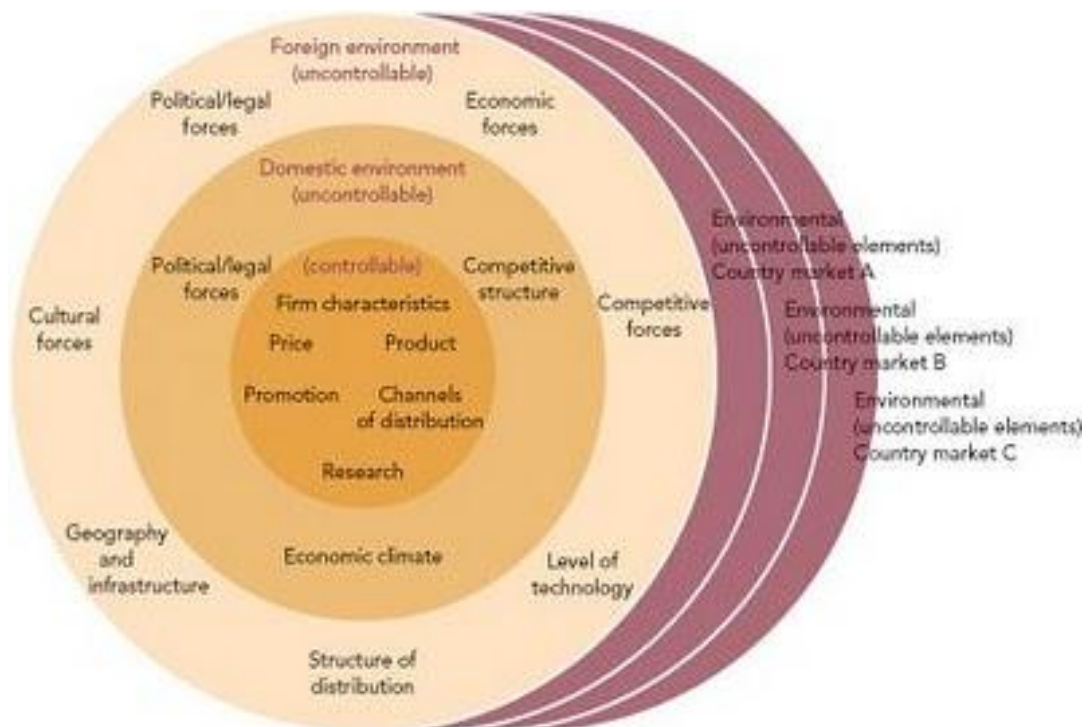 Foreign environment
(uncontrollable)
Political/legal
forces
Economic
forces
Domestic environment
(uncontrollable)
Political/legal
forces
(controllable)
Competitive
structure
Firm characteristics
Cultural
forces
Price
Product
Competitive
forces
Promotion
Channels
of distribution
Research
Geography
and
infrastructure
Economic climate
Level of
technology
Structure of
distribution
Environmental
(uncontrollable elements)
Country market A
Environmental
(uncontrollable elements)
Country market B
Environmental
(uncontrollable elements)
Country market C